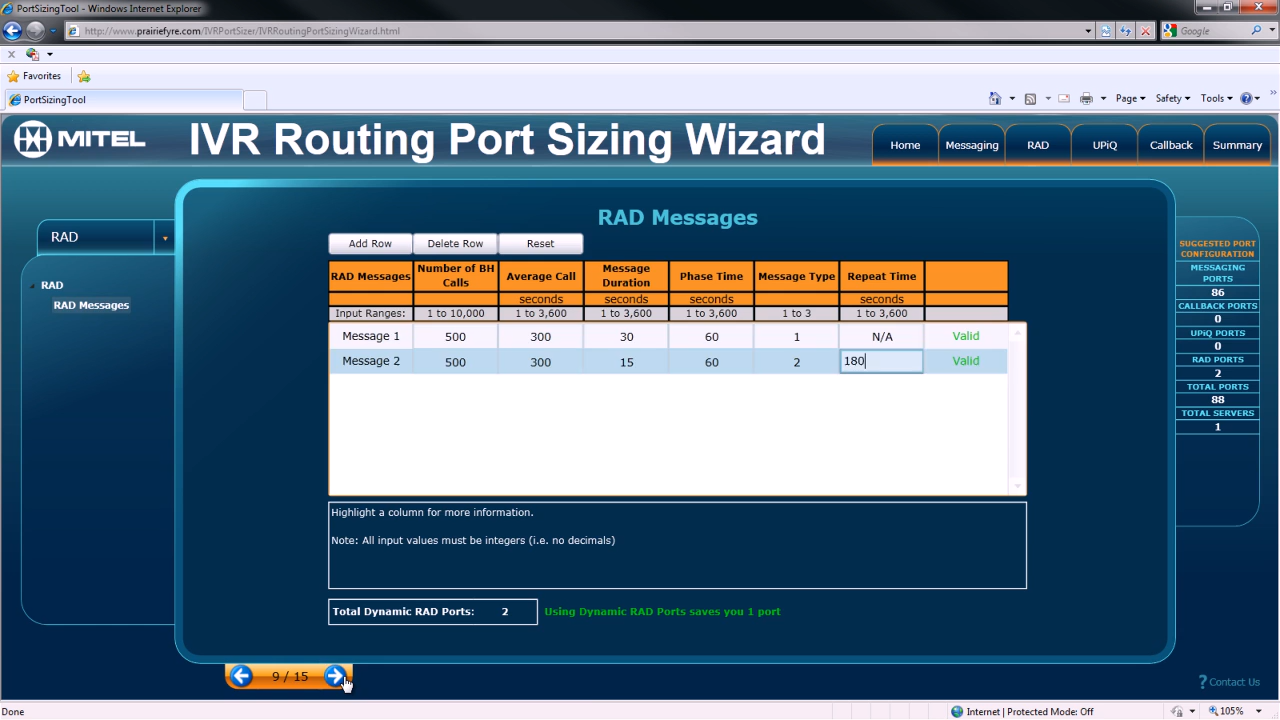 PortSizingTool - Windows Internet Explorer
http://www.prairiefyre.com/IVRPortSizer/IVRRoutingPortSizingWizard.html
Google
x
Favorites
PortSizingTool
Page Safety Tools
MITEL
IVR Routing Port Sizing Wizard
Home Messaging RAD UPiQ Callback Summary
RAD
RAD
RAD Messages
RAD Messages
Add Row Delete Row Reset
RAD Messages Number of BH Calls Average Call Message Duration Phase Time Message Type Repeat Time
seconds seconds seconds seconds
Input Ranges: 1 to 10,000 1 to 3,600 1 to 3,600 1 to 3,600 1 to 3 1 to 3,600
Message 1 500 300 30 60 1 N/A Valid
Message 2 500 300 15 60 2 180 Valid
Highlight a column for more information.
Note: All input values must be integers (i.e. no decimals)
Total Dynamic RAD Ports: 2 Using Dynamic RAD Ports saves you 1 port
SUGGESTED PORT
CONFIGURATION
MESSAGING
PORTS
86
CALLBACK PORTS
0
UPiQ PORTS
0
RAD PORTS
2
TOTAL PORTS
88
TOTAL SERVERS
1
9 / 15
? Contact Us
Done
Internet | Protected Mode: Off
105%